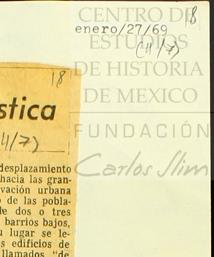 CENTRO DE
18
enero/27/69
ESTUDIOS
(4/7)
DE HISTORIA
DE MEXICO
FUNDACIÓN
Carlos Slim
18
stica
4/7)
desplazamiento
hacia las gran-
vación urbana
o de las pobla-
e dos o tres
barrios bajos,
u lugar se le-
s edificios de
llamados "de